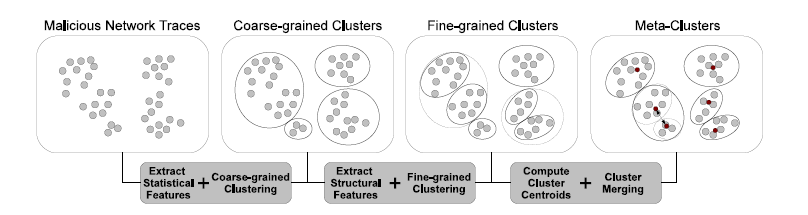 Malicious Network Traces
Coarse-grained Clusters
Fine-grained Clusters
Meta-Clusters
Extract
Statistical
Features
+
Coarse-grained
Clustering
Extract
Structural
Features
+
Fine-grained
Clustering
Compute
Cluster
Centroids
+
Cluster
Merging